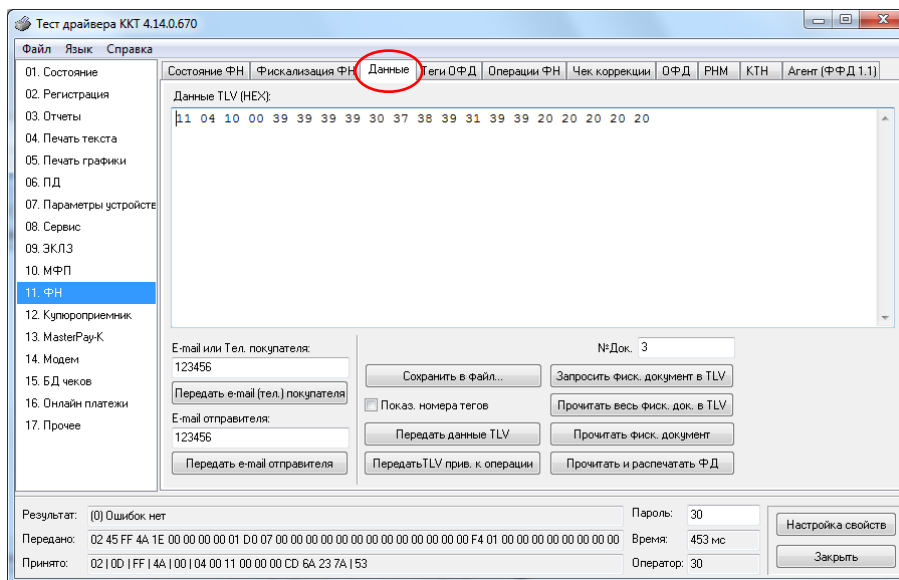 Тест драйвера ККТ 4.14.0.670
Файл Язык Справка
01. Состояние
02. Регистрация
03. Отчеты
04. Печать текста
05. Печать графики
06. ПД
07. Параметры устройств
08. Сервис
09. ЭКЛЗ
10. МФП
11. ФН
12. Купюроприемник
13. MasterPay-K
14. Модем
15. БД чеков
16. Онлайн платежи
17. Прочее
Состояние ФН Фискализация ФН Данные Теги ОФД Операции ФН Чек коррекции ОФД РНМ КТН Агент (ФФД 1.1)
Данные TLV (HEX):
11 04 10 00 39 39 39 39 30 37 38 39 31 39 39 20 20 20 20 20
E-mail или Тел. покупателя:
123456
Передать e-mail (тел.) покупателя
E-mail отправителя:
123456
Передать e-mail отправителя
№Док. 3
Сохранить в файл... Запросить фиск. документ в TLV
Показ. номера тегов Прочитать весь фиск. док. в TLV
Передать данные TLV Прочитать фиск. документ
ПередатьTLV прив. к операции Прочитать и распечатать ФД
Результат: (0) Ошибок нет Пароль: 30
Передано: 02 45 FF 4A 1E 00 00 00 00 01 D0 07 00 00 00 00 00 00 00 00 00 00 00 00 00 F4 01 00 00 00 00 00 00 00 00 Время: 453 мс
Принято: 02 | 0D | FF | 4A | 00 | 04 00 11 00 00 00 CD 6A 23 7A | 53 Оператор: 30
Настройка свойств
Закрыть